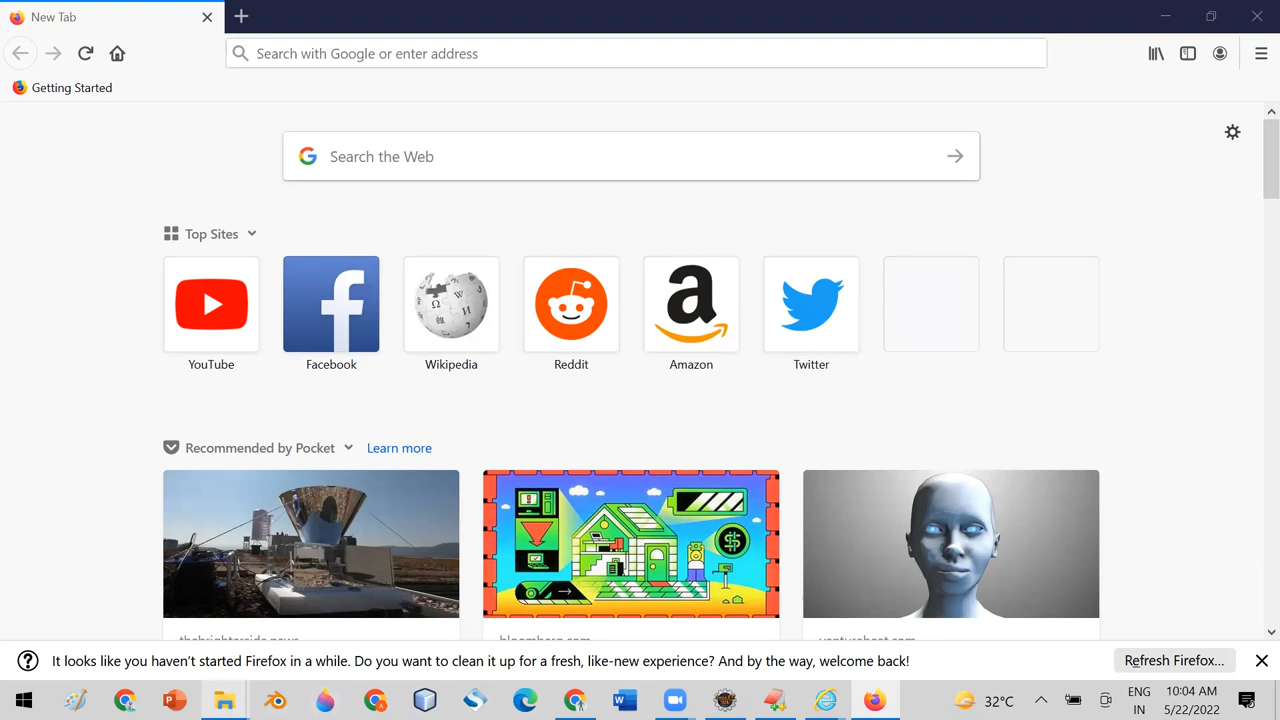 New Tab
Search with Google or enter address
Getting Started
Search the Web
Top Sites
YouTube
Facebook
Wikipedia
Reddit
Amazon
Twitter
Recommended by Pocket
Learn more
It looks like you haven't started Firefox in a while. Do you want to clean it up for a fresh, like-new experience? And by the way, welcome back!
Refresh Firefox...
32°C
ENG
IN
10:04 AM
5/22/2022